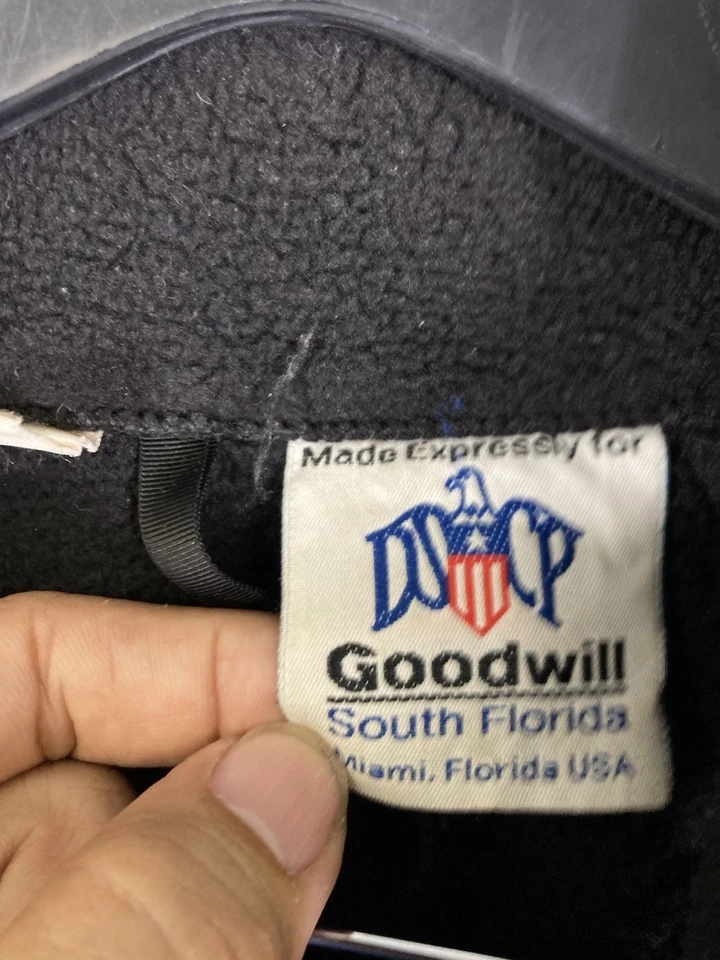 Made Expressly for
DSCP
Goodwill
South Florida
Miami, Florida USA